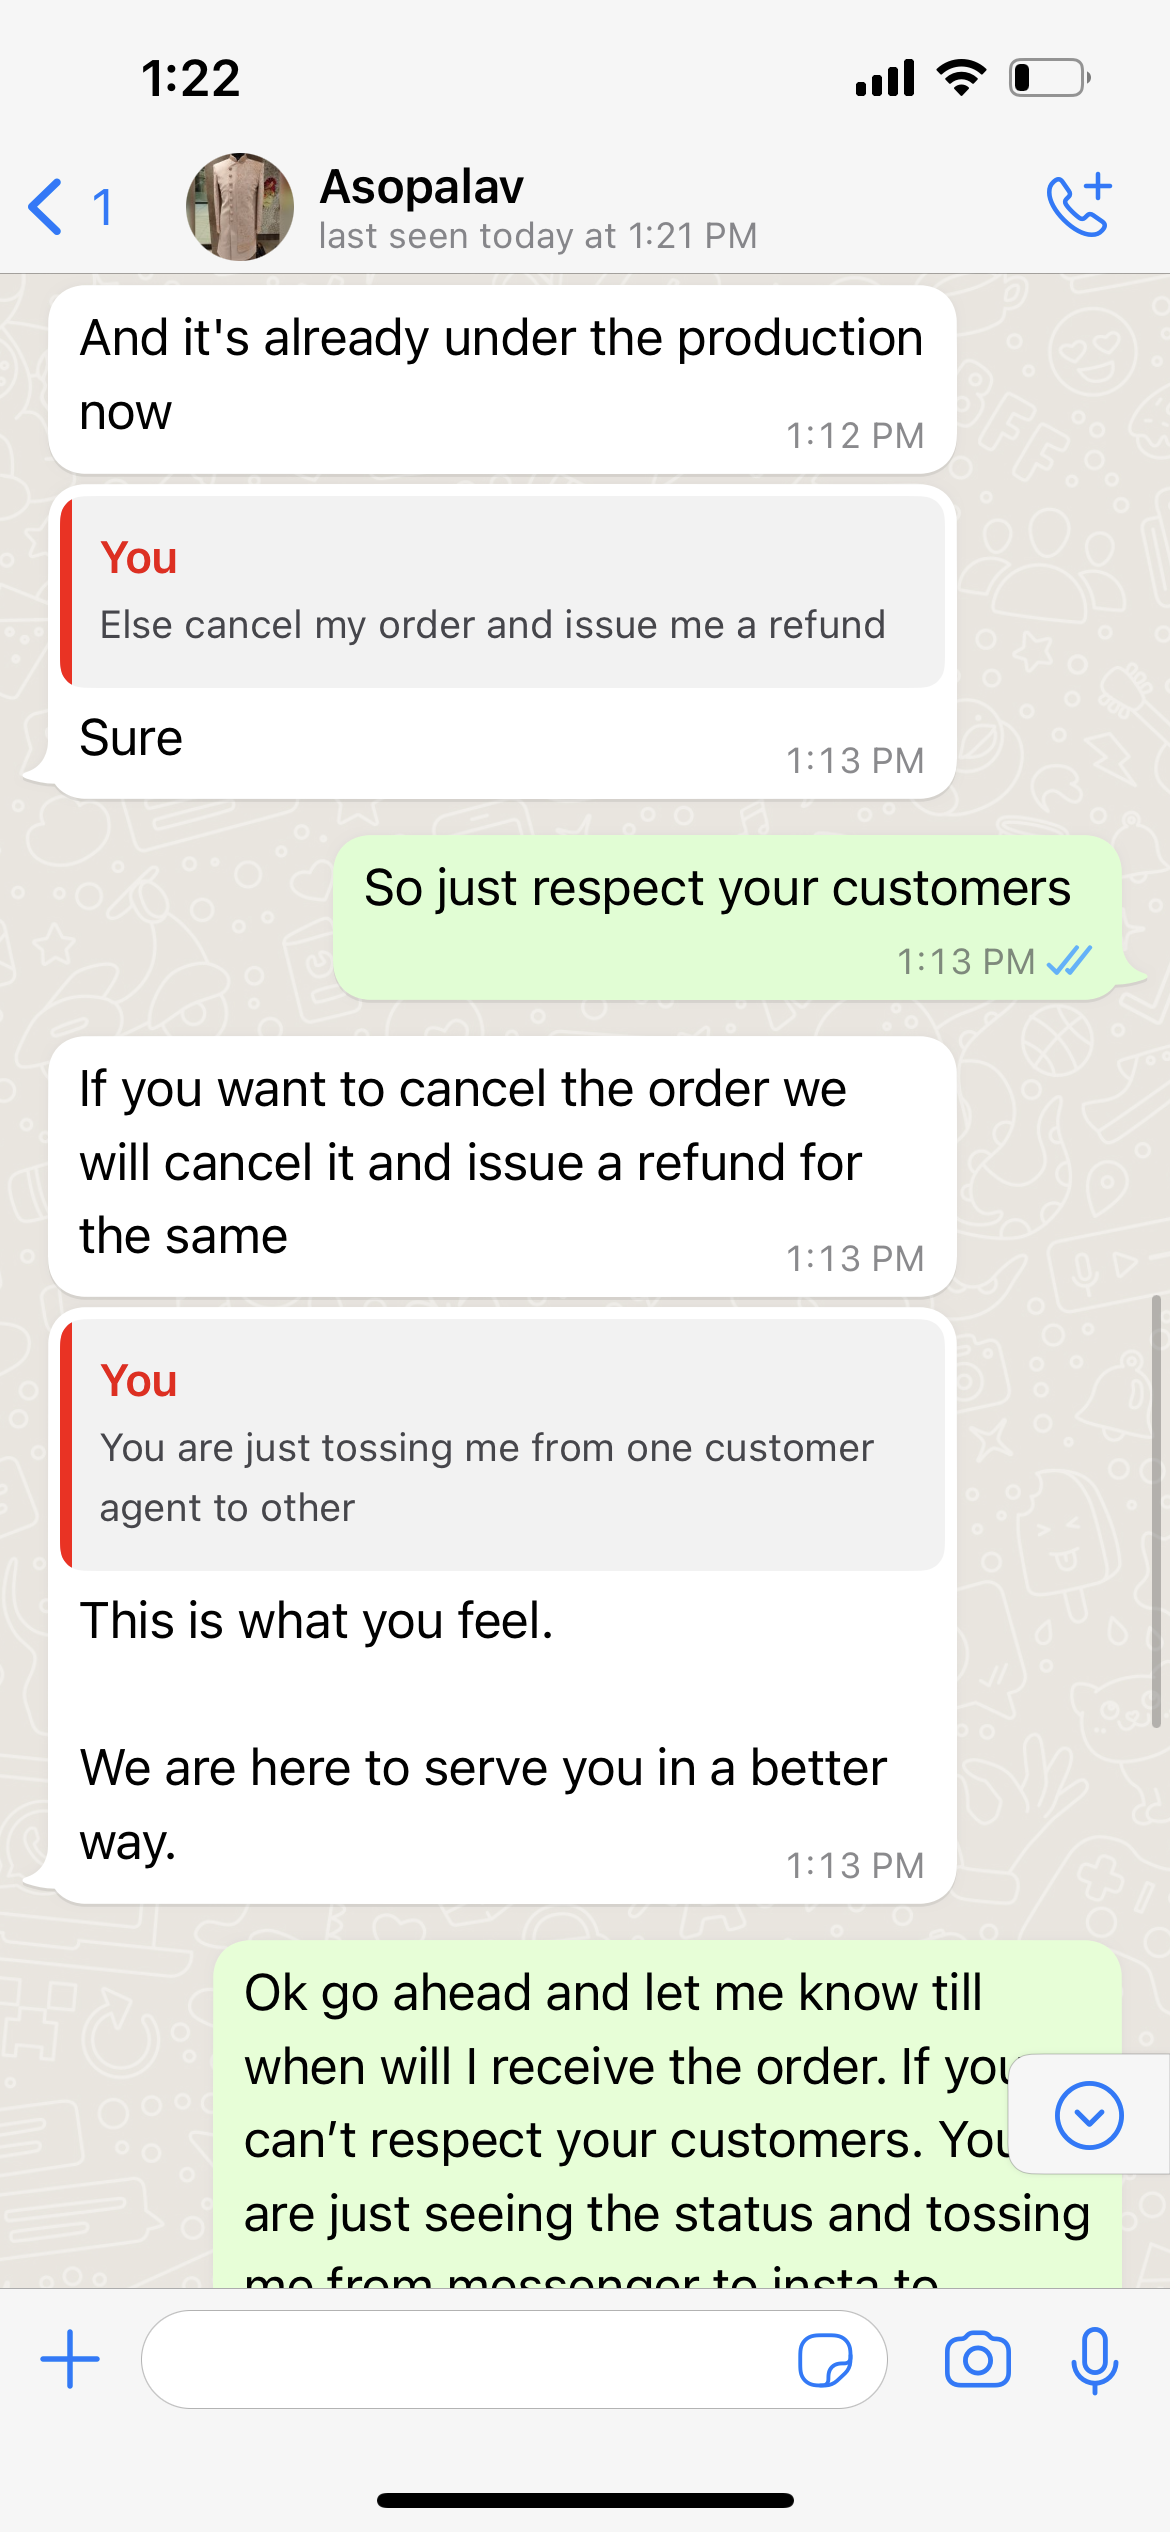 1:22
1
Asopalav
last seen today at 1:21 PM
And it's already under the production
now
1:12 PM
You
Else cancel my order and issue me a refund
Sure
1:13 PM
So just respect your customers
1:13 PM
If you want to cancel the order we
will cancel it and issue a refund for
the same
1:13 PM
You
You are just tossing me from one customer
agent to other
This is what you feel.
We are here to serve you in a better
way.
1:13 PM
Ok go ahead and let me know till
when will I receive the order. If you
can’t respect your customers. You
are just seeing the status and tossing
me from messenger to insta to